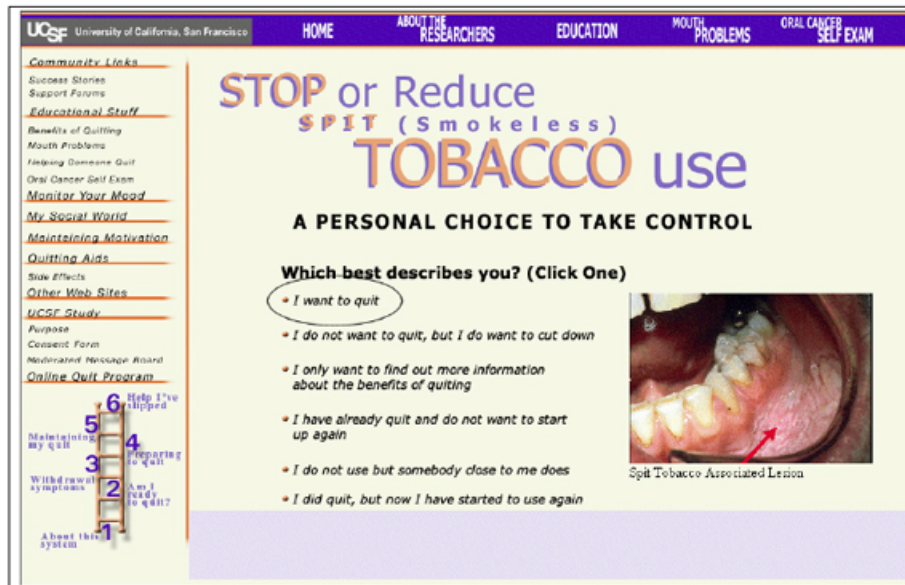 UCSF University of California, San Francisco
HOME
ABOUT THE
RESEARCHERS
EDUCATION
MOUTH
PROBLEMS
ORAL CANCER
SELF EXAM
Community Links
Success Stories
Support Forums
Educational Stuff
Benefits of Quitting
Mouth Problems
Helping Someone Quit
Oral Cancer Self Exam
Monitor Your Mood
My Social World
Maintaining Motivation
Quitting Aids
Side Effects
Other Web Sites
UCSF Study
Purpose
Consent Form
Moderated Message Board
Online Quit Program
6 Help I've
slipped
5
Maintaining
my quit
4
Preparing
to quit
3
Withdrawal
symptoms
2 Am I
ready
to quit?
1
About this
system
STOP or Reduce
SPIT (Smokeless)
TOBACCO use
A PERSONAL CHOICE TO TAKE CONTROL
Which best describes you? (Click One)
I want to quit
I do not want to quit, but I do want to cut down
I only want to find out more information
about the benefits of quiting
I have already quit and do not want to start
up again
I do not use but somebody close to me does
I did quit, but now I have started to use again
Spit Tobacco Associated Lesion